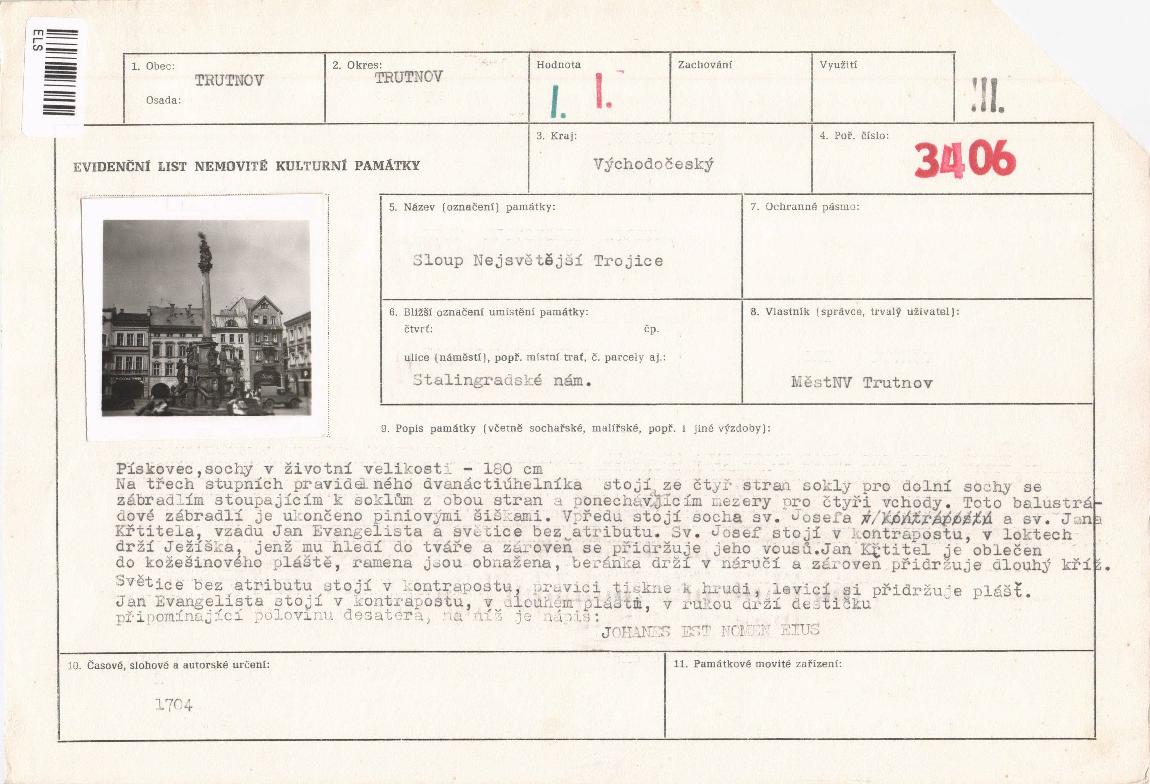 ELS
1. Obec:
TRUTNOV
Osada:
2. Okres:
TRUTNOV
Hodnota
I. I.
Zachování
Využití
III.
EVIDENČNÍ LIST NEMOVITÉ KULTURNÍ PAMÁTKY
3. Kraj:
Východočeský
4. Poř. číslo:
3406
5. Název (označení) památky:
Sloup Nejsvětější Trojice
7. Ochranné pásmo:
6. Bližší označení umístění památky:
čtvrť: čp.
ulice (náměstí), popř. místní trať, č. parcely aj.:
Stalingradské nám.
8. Vlastník (správce, trvalý uživatel):
MěstNV Trutnov
9. Popis památky (včetně sochařské, malířské, popř. i jiné výzdoby):
Pískovec,sochy v životní velikosti - 180 cm
Na třech stupních pravidelného dvanáctiúhelníka stojí ze čtyř stran sokly pro dolní sochy se
zábradlím stoupajícím k soklům z obou stran a ponechávajícím mezery pro čtyři vchody. Toto balustrá-
dové zábradlí je ukončeno piniovými šiškami. Vpředu stojí socha sv. Josefa v kontrapostu a sv. Jana
Křtitela, vzadu Jan Evangelista a světice bez atributu. Sv. Josef stojí v kontrapostu, v loktech
drží Ježíška, jenž mu hledí do tváře a zároveň se přidržuje jeho vousů.Jan Křtitel je oblečen
do kožešinového pláště, ramena jsou obnažena, beránka drží v náručí a zároveň přidržuje dlouhý kříž.
Světice bez atributu stojí v kontrapostu, pravicí tiskne k hrudi, levicí si přidržuje plášť.
Jan Evangelista stojí v kontrapostu, v dlouhém plášti, v rukou drží destičku
připomínající polovinu desatera, na níž je nápis:
JOHANES EST NOMEN EIUS
10. Časové, slohové a autorské určení:
1704
11. Památkové movité zařízení: